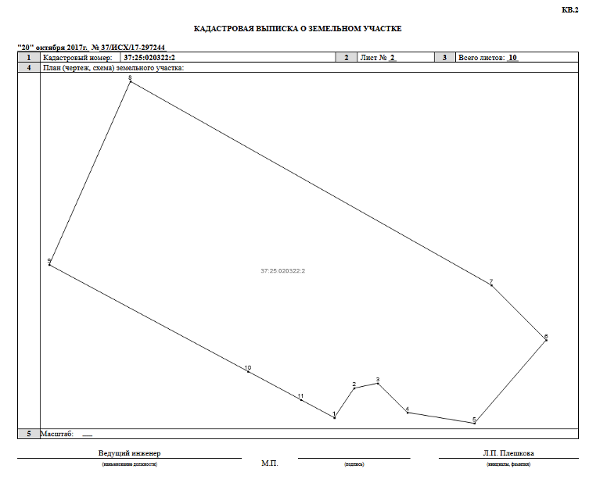 КВ.2
КАДАСТРОВАЯ ВЫПИСКА О ЗЕМЕЛЬНОМ УЧАСТКЕ
"20" октября 2017г. № 37/ИСХ/17-297244
1 Кадастровый номер: 37:25:020322:2 2 Лист № 2 3 Всего листов: 10
4 План (чертеж, схема) земельного участка:
8
9
37:25:020322:2
7
6
10
11
1
2
3
4
5
5 Масштаб: __
Ведущий инженер Л.П. Плешкова
(наименование должности) М.П. (подпись) (инициалы, фамилия)